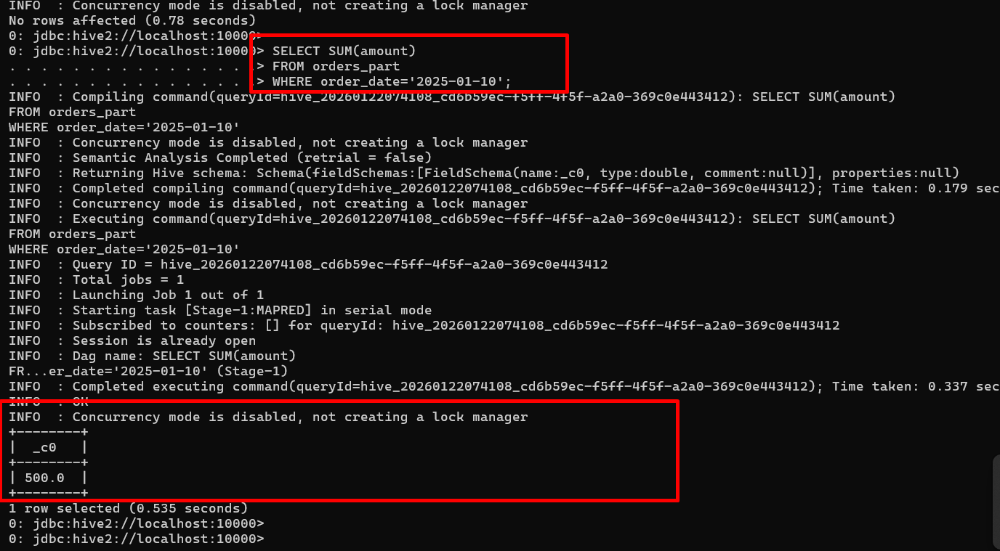 INFO  : Concurrency mode is disabled, not creating a lock manager
No rows affected (0.78 seconds)
0: jdbc:hive2://localhost:10000>
0: jdbc:hive2://localhost:10000> SELECT SUM(amount)
. . . . . . . . . . . . . . . .> FROM orders_part
. . . . . . . . . . . . . . . .> WHERE order_date='2025-01-10';
INFO  : Compiling command(queryId=hive_20260122074108_cd6b59ec-f5ff-4f5f-a2a0-369c0e443412): SELECT SUM(amount)
FROM orders_part
WHERE order_date='2025-01-10'
INFO  : Concurrency mode is disabled, not creating a lock manager
INFO  : Semantic Analysis Completed (retrial = false)
INFO  : Returning Hive schema: Schema(fieldSchemas:[FieldSchema(name:_c0, type:double, comment:null)], properties:null)
INFO  : Completed compiling command(queryId=hive_20260122074108_cd6b59ec-f5ff-4f5f-a2a0-369c0e443412); Time taken: 0.179 sec
INFO  : Concurrency mode is disabled, not creating a lock manager
INFO  : Executing command(queryId=hive_20260122074108_cd6b59ec-f5ff-4f5f-a2a0-369c0e443412): SELECT SUM(amount)
FROM orders_part
WHERE order_date='2025-01-10'
INFO  : Query ID = hive_20260122074108_cd6b59ec-f5ff-4f5f-a2a0-369c0e443412
INFO  : Total jobs = 1
INFO  : Launching Job 1 out of 1
INFO  : Starting task [Stage-1:MAPRED] in serial mode
INFO  : Subscribed to counters: [] for queryId: hive_20260122074108_cd6b59ec-f5ff-4f5f-a2a0-369c0e443412
INFO  : Session is already open
INFO  : Dag name: SELECT SUM(amount)
FR...er_date='2025-01-10' (Stage-1)
INFO  : Completed executing command(queryId=hive_20260122074108_cd6b59ec-f5ff-4f5f-a2a0-369c0e443412); Time taken: 0.337 sec
INFO  : OK
INFO  : Concurrency mode is disabled, not creating a lock manager
+--------+
|  _c0   |
+--------+
| 500.0  |
+--------+
1 row selected (0.535 seconds)
0: jdbc:hive2://localhost:10000>
0: jdbc:hive2://localhost:10000>